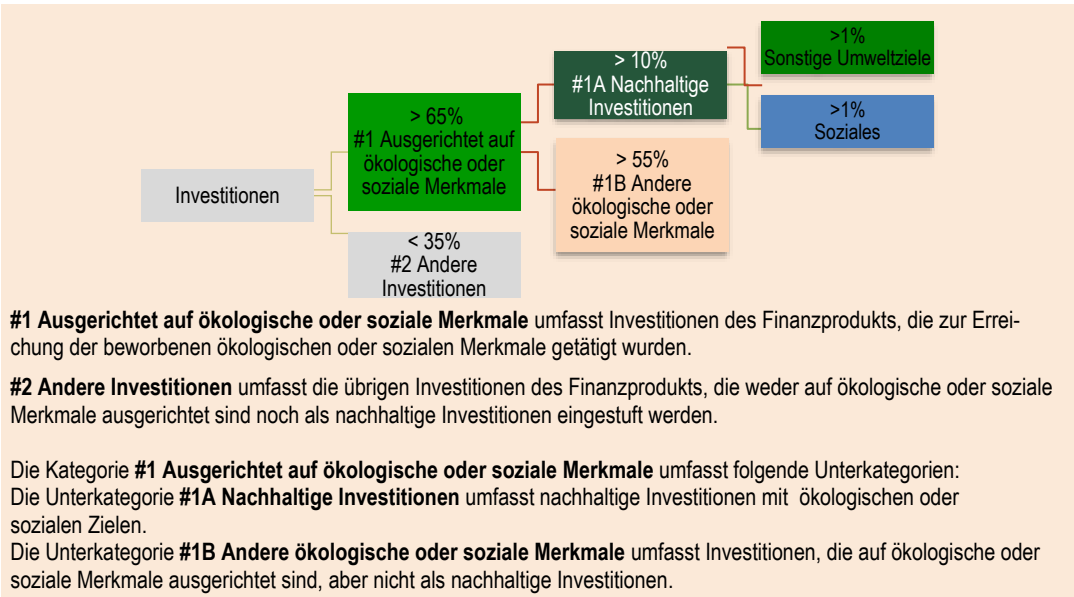 >1%
Sonstige Umweltziele
> 10%
#1A Nachhaltige
Investitionen
> 65%
#1 Ausgerichtet auf
ökologische oder
soziale Merkmale
>1%
Soziales
> 55%
#1B Andere
ökologische oder
soziale Merkmale
Investitionen
< 35%
#2 Andere
Investitionen
#1 Ausgerichtet auf ökologische oder soziale Merkmale umfasst Investitionen des Finanzprodukts, die zur Errei-
chung der beworbenen ökologischen oder sozialen Merkmale getätigt wurden.
#2 Andere Investitionen umfasst die übrigen Investitionen des Finanzprodukts, die weder auf ökologische oder soziale
Merkmale ausgerichtet sind noch als nachhaltige Investitionen eingestuft werden.
Die Kategorie #1 Ausgerichtet auf ökologische oder soziale Merkmale umfasst folgende Unterkategorien:
Die Unterkategorie #1A Nachhaltige Investitionen umfasst nachhaltige Investitionen mit ökologischen oder
sozialen Zielen.
Die Unterkategorie #1B Andere ökologische oder soziale Merkmale umfasst Investitionen, die auf ökologische oder
soziale Merkmale ausgerichtet sind, aber nicht als nachhaltige Investitionen.